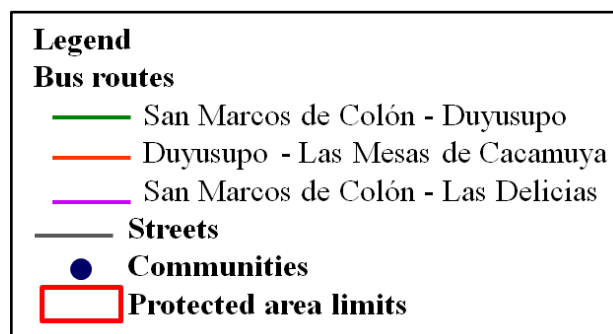 Legend
Bus routes
San Marcos de Colón - Duyusupo
Duyusupo - Las Mesas de Cacamuya
San Marcos de Colón - Las Delicias
Streets
Communities
Protected area limits